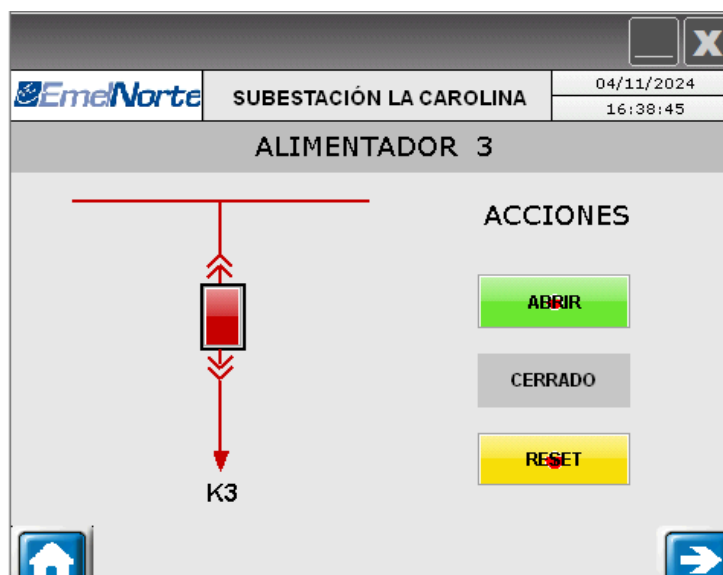 X
EmelNorte
SUBESTACIÓN LA CAROLINA
04/11/2024
16:38:45
ALIMENTADOR 3
ACCIONES
ABRIR
CERRADO
RESET
K3